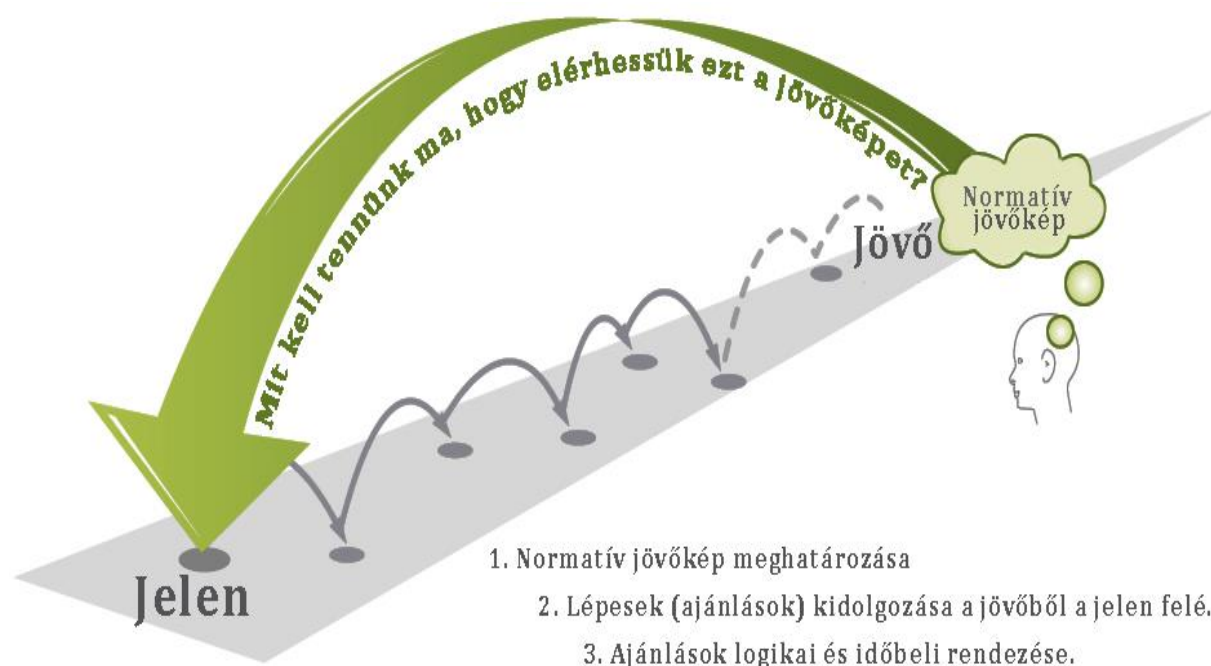 Mit kell tennünk ma, hogy elérhessük ezt a jövőképet?
Normatív
jövőkép
Jövő
Jelen
1. Normatív jövőkép meghatározása
2. Lépesek (ajánlások) kidolgozása a jövőből a jelen felé.
3. Ajánlások logikai és időbeli rendezése.